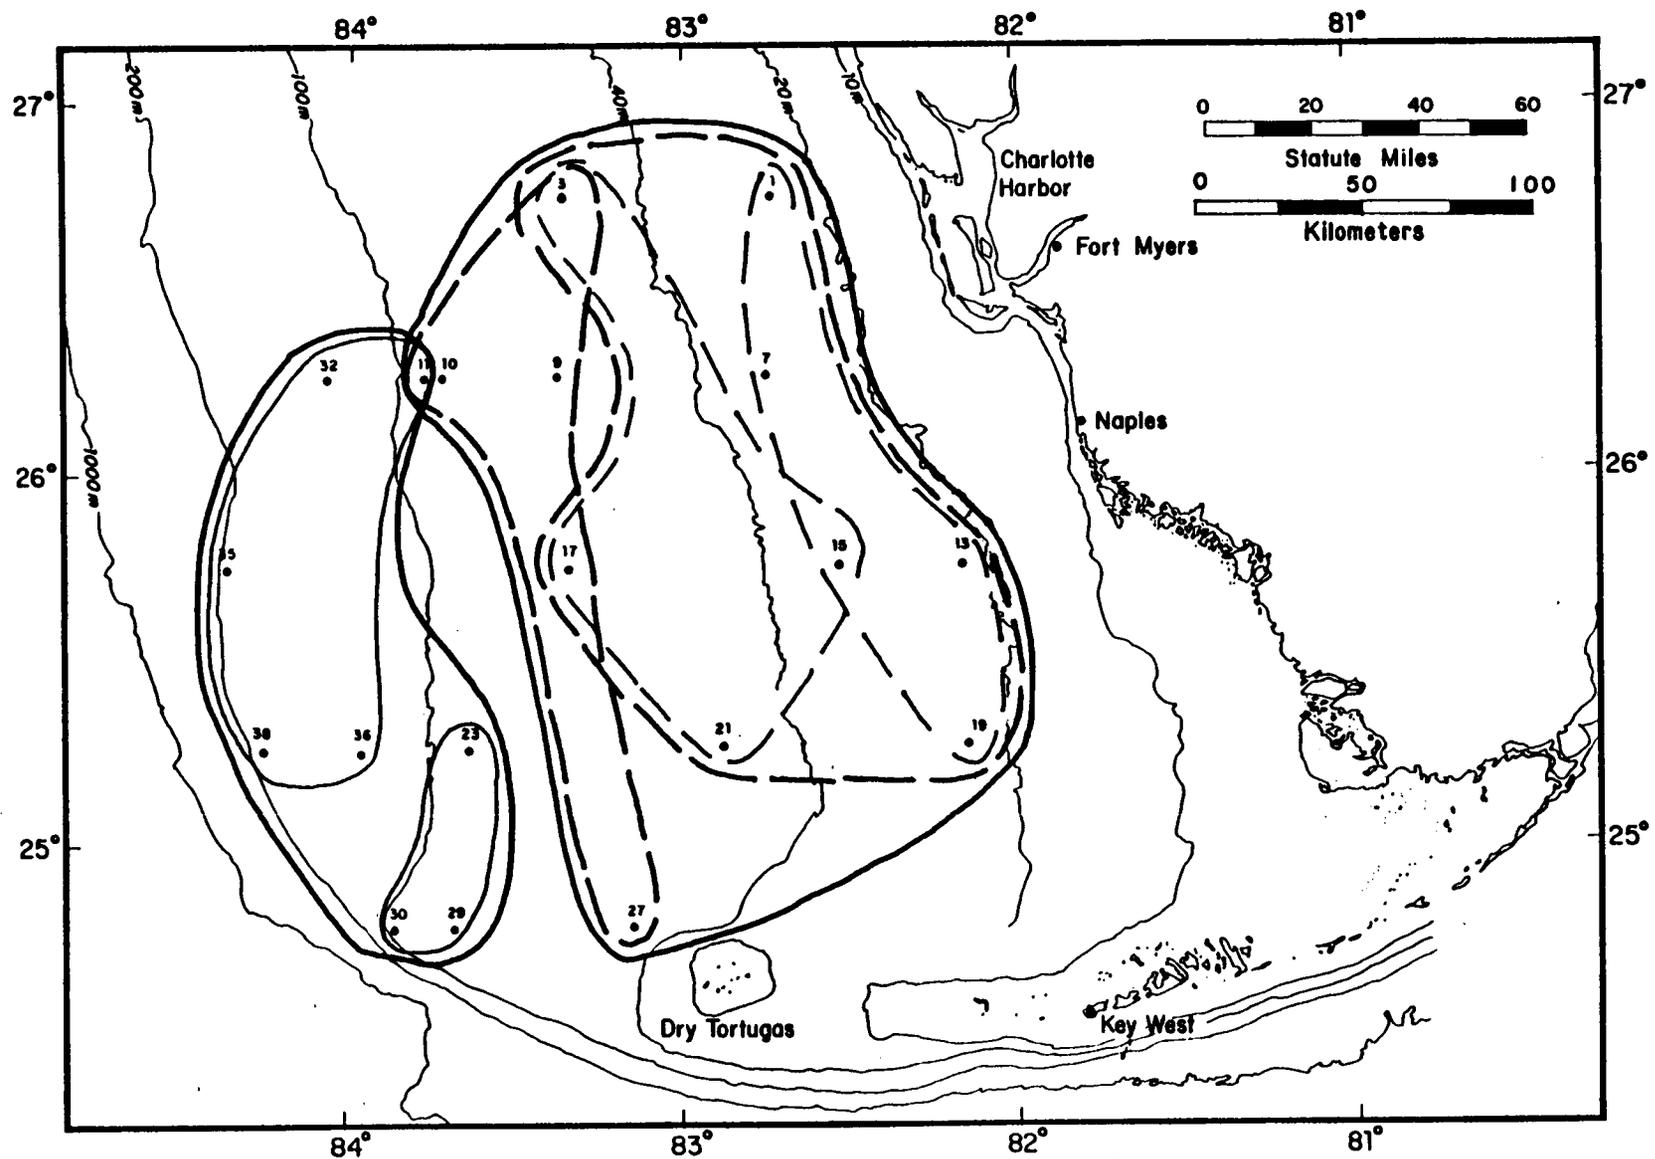 84° 83° 82° 81°
27° 27°
200m 100m 40m 20m 10m
0 20 40 60
Statute Miles
0 50 100
Kilometers
Charlotte
Harbor
Fort Myers
3 1
32 11 10 9 7
Naples
26° 26°
1000m
17 15 13
38 36 23 21 19
25° 25°
30 29 27
Dry Tortugas
Key West
84° 83° 82° 81°